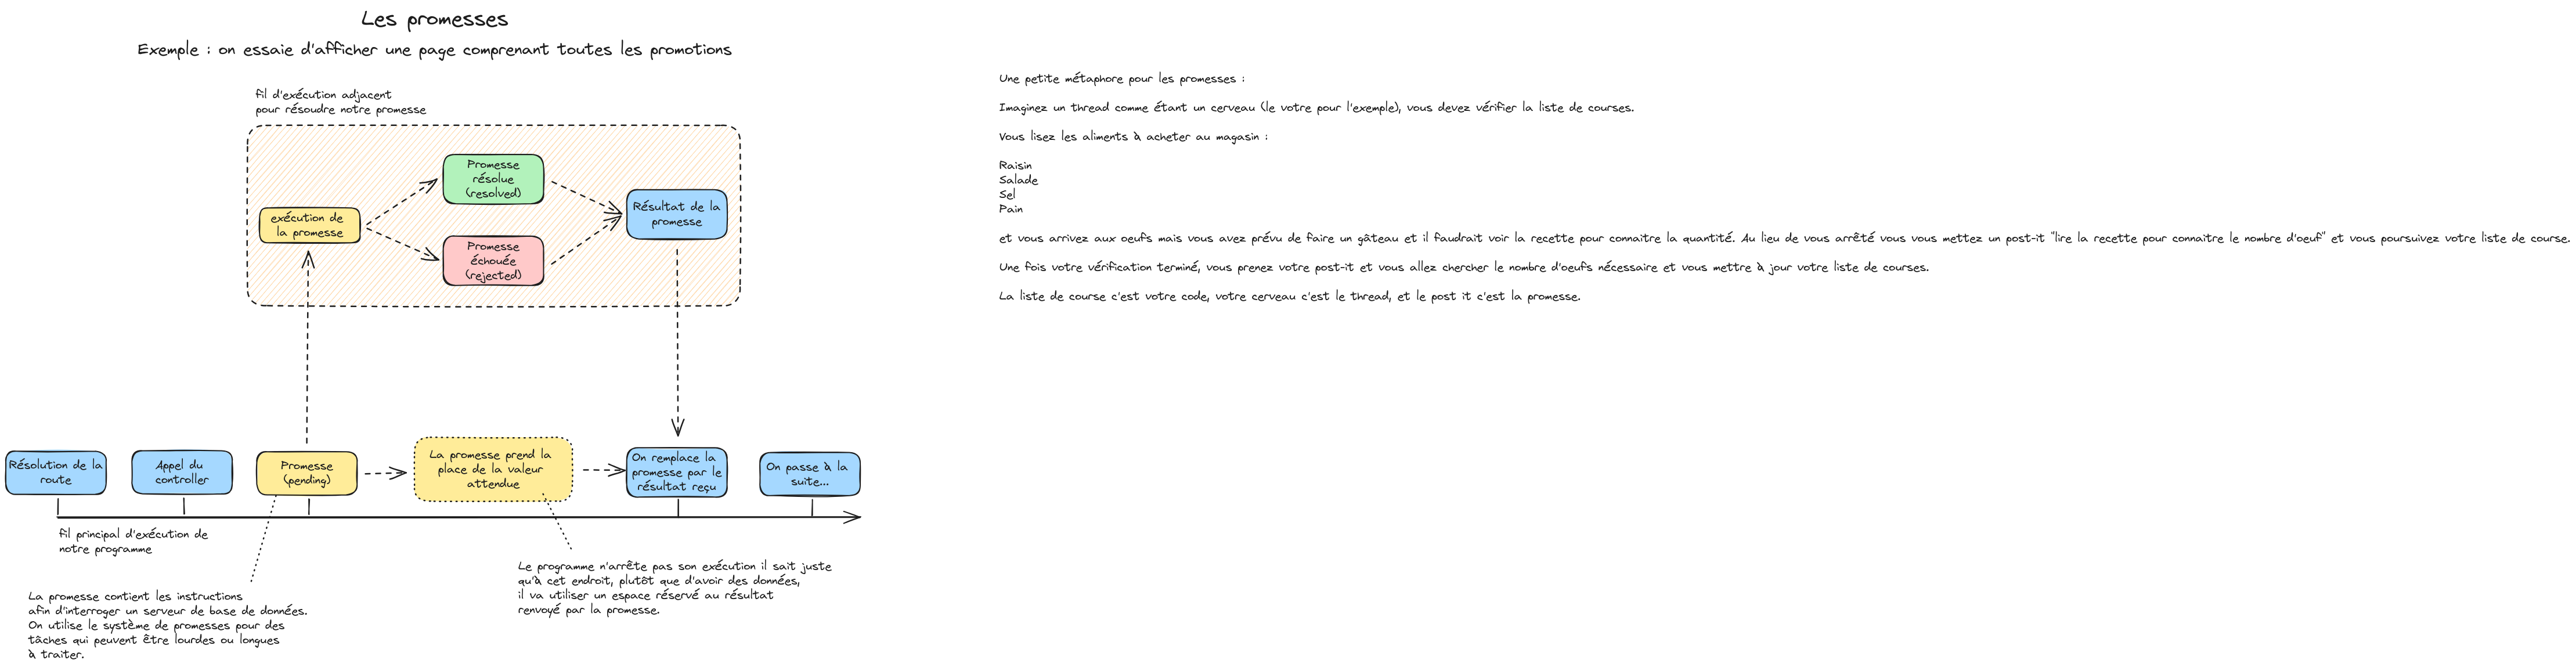 Les promesses
Exemple : on essaie d'afficher une page comprenant toutes les promotions
fil d'exécution adjacent
pour résoudre notre promesse
exécution de
la promesse
Promesse
résolue
(resolved)
Promesse
échouée
(rejected)
Résultat de la
promesse
Résolution de la
route
Appel du
controller
Promesse
(pending)
La promesse prend la
place de la valeur
attendue
On remplace la
promesse par le
résultat reçu
On passe à la
suite...
fil principal d'exécution de
notre programme
La promesse contient les instructions
afin d'interroger un serveur de base de données.
On utilise le système de promesses pour des
tâches qui peuvent être lourdes ou longues
à traiter.
Le programme n'arrête pas son exécution il sait juste
qu'à cet endroit, plutôt que d'avoir des données,
il va utiliser un espace réservé au résultat
renvoyé par la promesse.
Une petite métaphore pour les promesses :
Imaginez un thread comme étant un cerveau (le votre pour l'exemple), vous devez vérifier la liste de courses.
Vous lisez les aliments à acheter au magasin :
Raisin
Salade
Sel
Pain
et vous arrivez aux oeufs mais vous avez prévu de faire un gâteau et il faudrait voir la recette pour connaitre la quantité. Au lieu de vous arrêté vous vous mettez un post-it "lire la recette pour connaitre le nombre d'oeuf" et vous poursuivez votre liste de course.
Une fois votre vérification terminé, vous prenez votre post-it et vous allez chercher le nombre d'oeufs nécessaire et vous mettre à jour votre liste de courses.
La liste de course c'est votre code, votre cerveau c'est le thread, et le post it c'est la promesse.